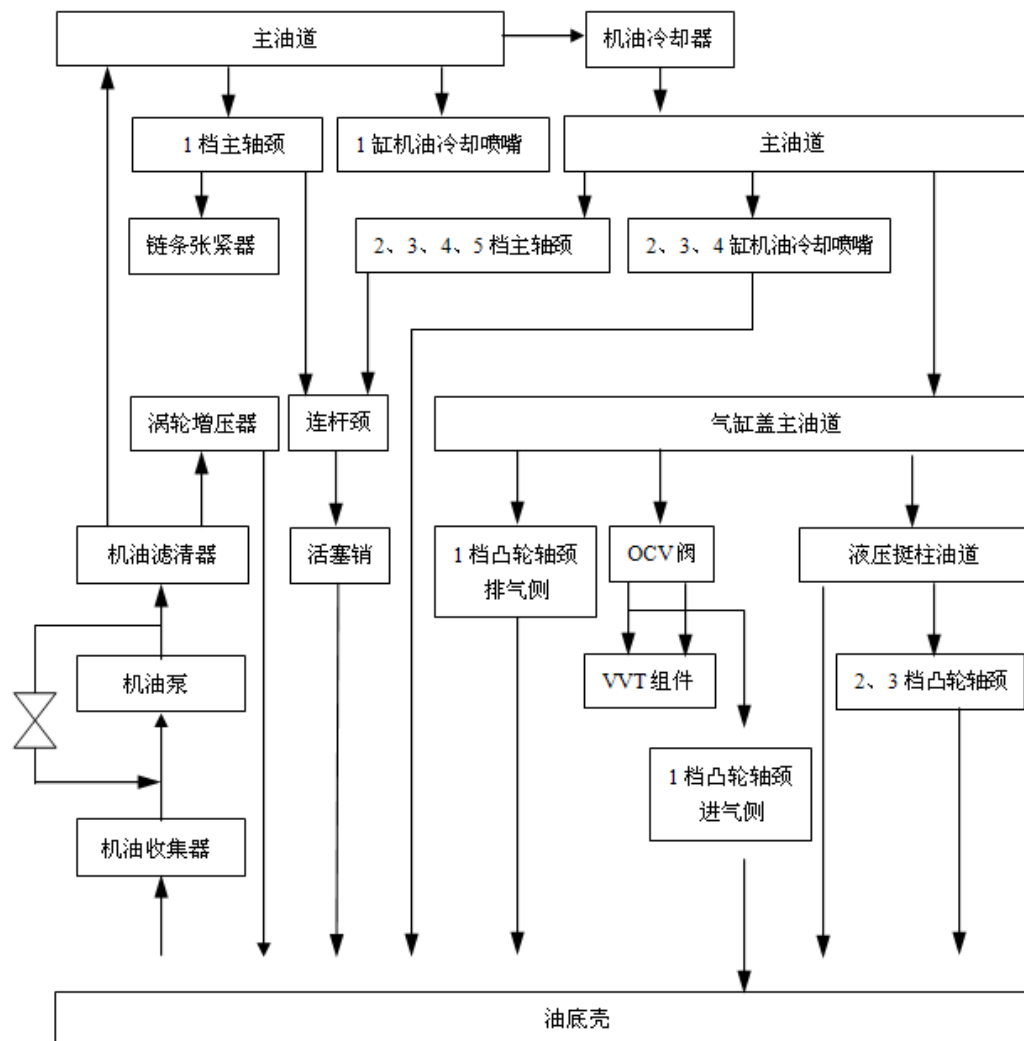 主油道
机油冷却器
1 档主轴颈
1 缸机油冷却喷嘴
主油道
链条张紧器
2、3、4、5 档主轴颈
2、3、4 缸机油冷却喷嘴
涡轮增压器
连杆颈
气缸盖主油道
机油滤清器
活塞销
1 档凸轮轴颈
排气侧
OCV 阀
液压挺柱油道
机油泵
VVT 组件
2、3 档凸轮轴颈
1 档凸轮轴颈
进气侧
机油收集器
油底壳